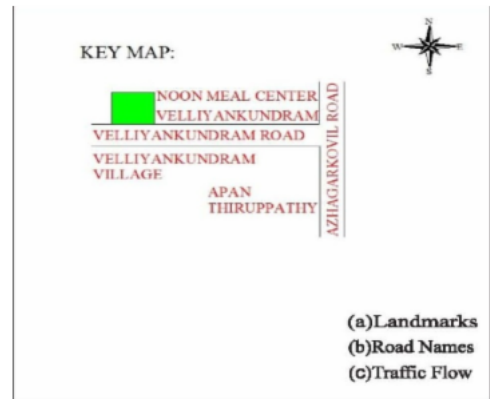 N
W E
S
KEY MAP:
NOON MEAL CENTER
VELLIYANKUNDRAM
VELLIYANKUNDRAM ROAD
VELLIYANKUNDRAM
VILLAGE
APAN
THIRUPPATHY
AZHAGARKOVIL ROAD
(a)Landmarks
(b)Road Names
(c)Traffic Flow